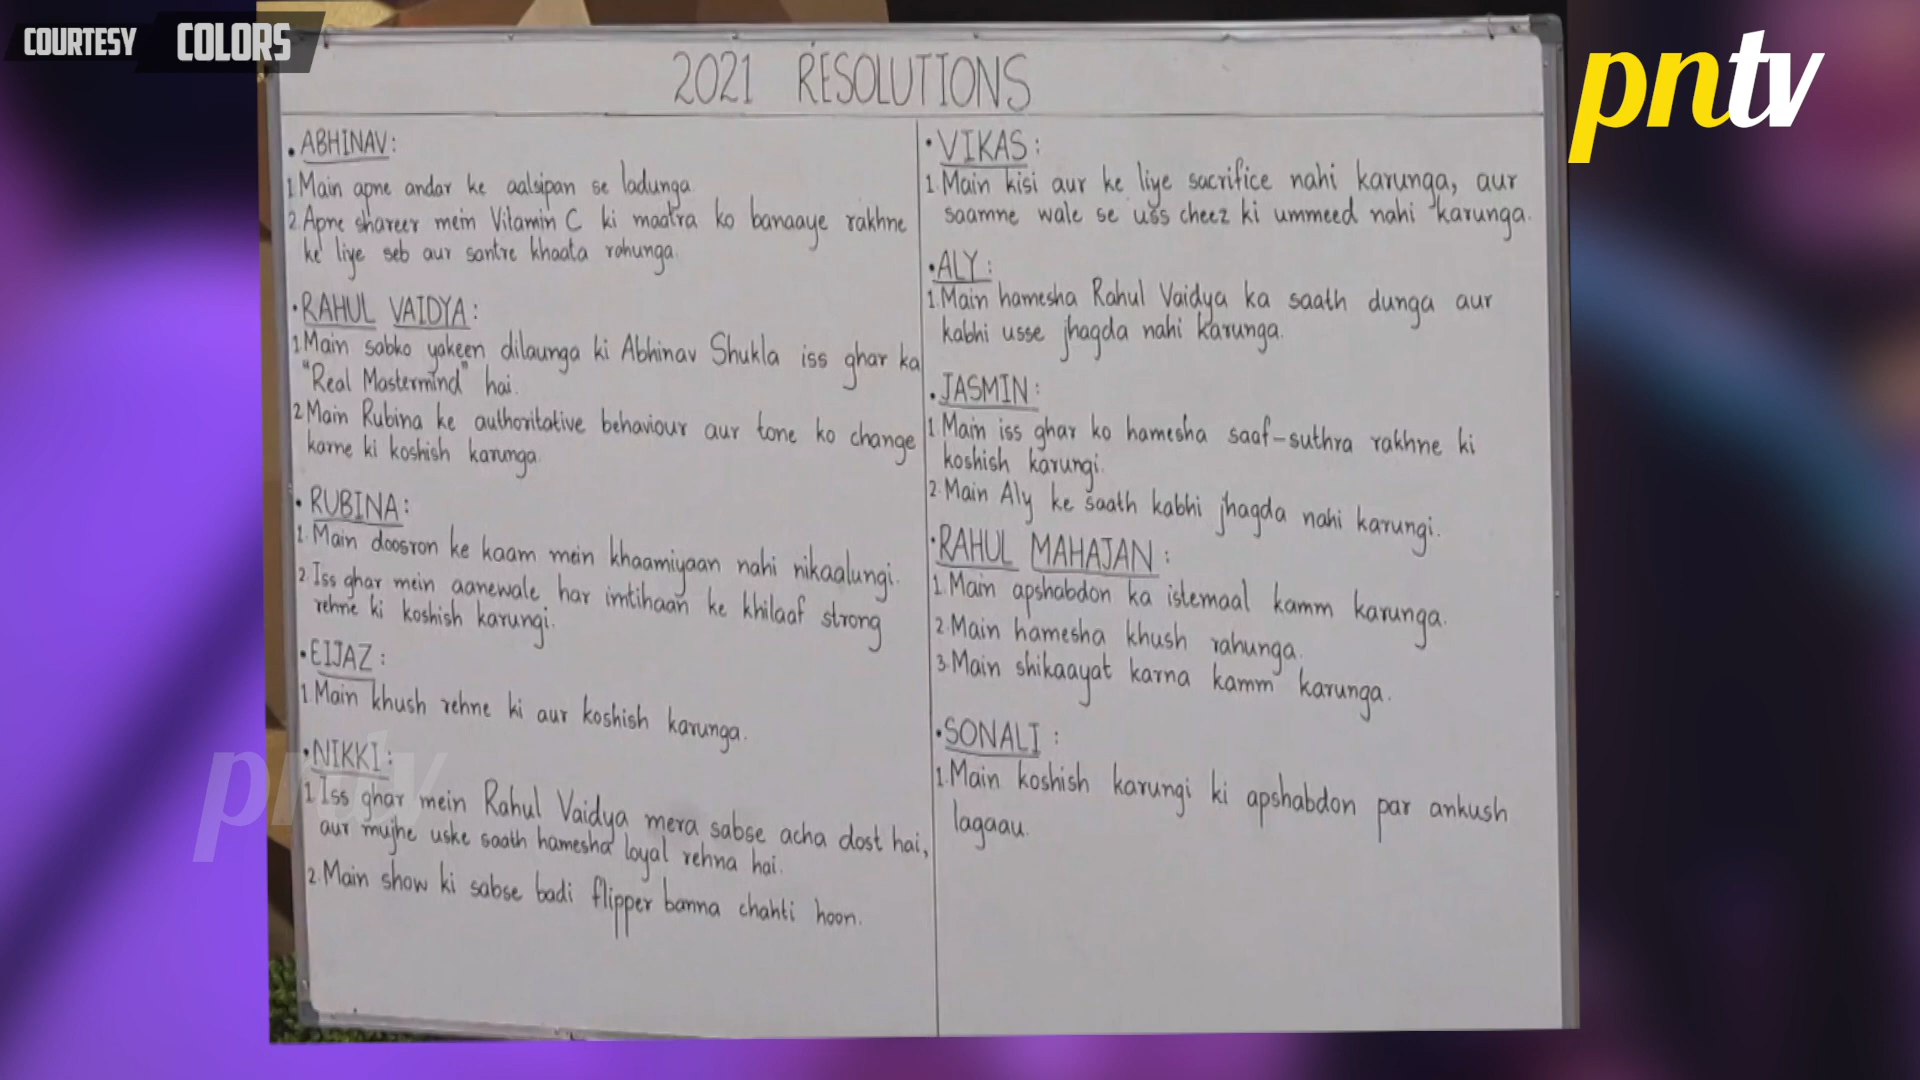 COURTESY COLORS
pntv
2021 RESOLUTIONS
• ABHINAV:
1. Main apne andar ke aalsipan se ladunga.
2. Apne shareer mein Vitamin C ki maatra ko banaaye rakhne
ke liye seb aur santre khaata rahunga.
• RAHUL VAIDYA:
1. Main sabko yakeen dilaunga ki Abhinav Shukla iss ghar ka
"Real Mastermind" hai.
2. Main Rubina ke authoritative behaviour aur tone ko change
karne ki koshish karunga.
• RUBINA:
1. Main doosron ke kaam mein khaamiyaan nahi nikaalungi.
2. Iss ghar mein aanewale har imtihaan ke khilaaf strong
rehne ki koshish karungi.
• EIJAZ:
1. Main khush rehne ki aur koshish karunga.
• NIKKI:
1. Iss ghar mein Rahul Vaidya mera sabse acha dost hai,
aur mujhe uske saath hamesha loyal rehna hai.
2. Main show ki sabse badi flipper banna chahti hoon.
• VIKAS:
1. Main kisi aur ke liye sacrifice nahi karunga, aur
saamne wale se uss cheez ki ummeed nahi karunga.
• ALY:
1. Main hamesha Rahul Vaidya ka saath dunga aur
kabhi usse jhagda nahi karunga.
• JASMIN:
1. Main iss ghar ko hamesha saaf-suthra rakhne ki
koshish karungi.
2. Main Aly ke saath kabhi jhagda nahi karungi.
• RAHUL MAHAJAN:
1. Main apshabdon ka istemaal kamm karunga.
2. Main hamesha khush rahunga.
3. Main shikaayat karna kamm karunga.
• SONALI:
1. Main koshish karungi ki apshabdon par ankush
lagaau.
pntv